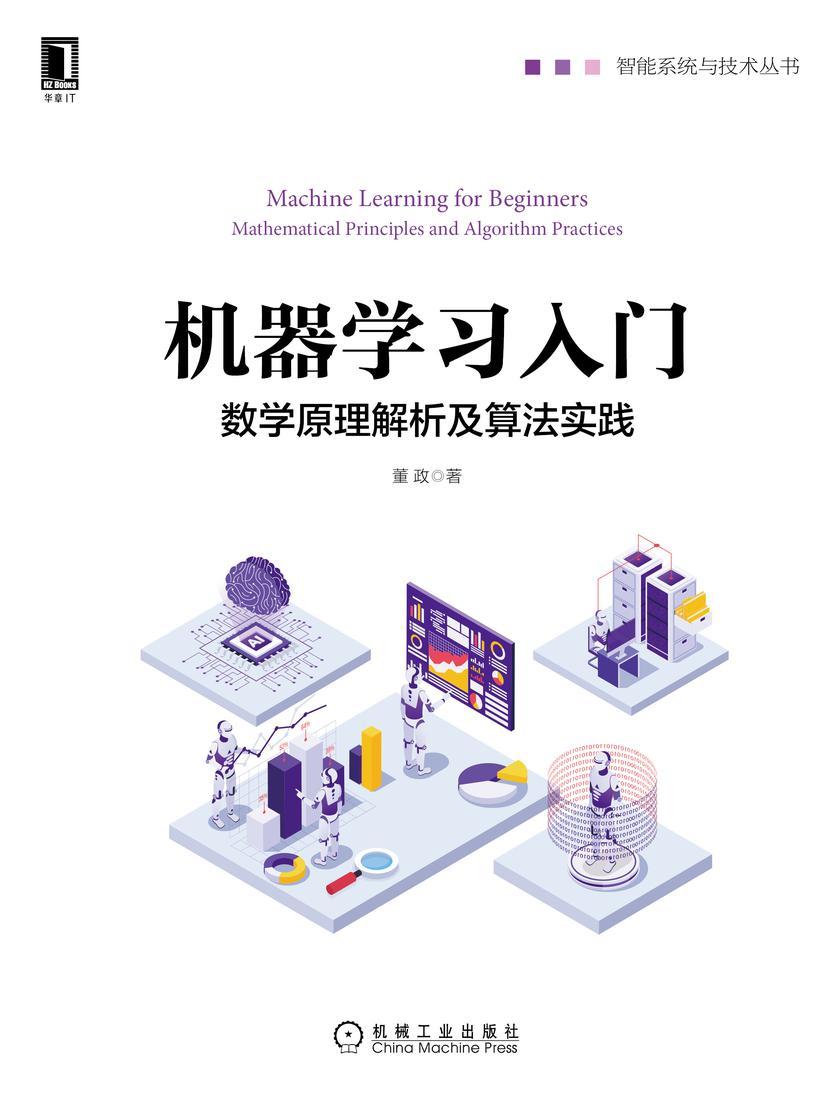 HZ BOOKS
华章IT
智能系统与技术丛书
Machine Learning for Beginners
Mathematical Principles and Algorithm Practices
机器学习入门
数学原理解析及算法实践
董政◎著
AI
机械工业出版社
China Machine Press